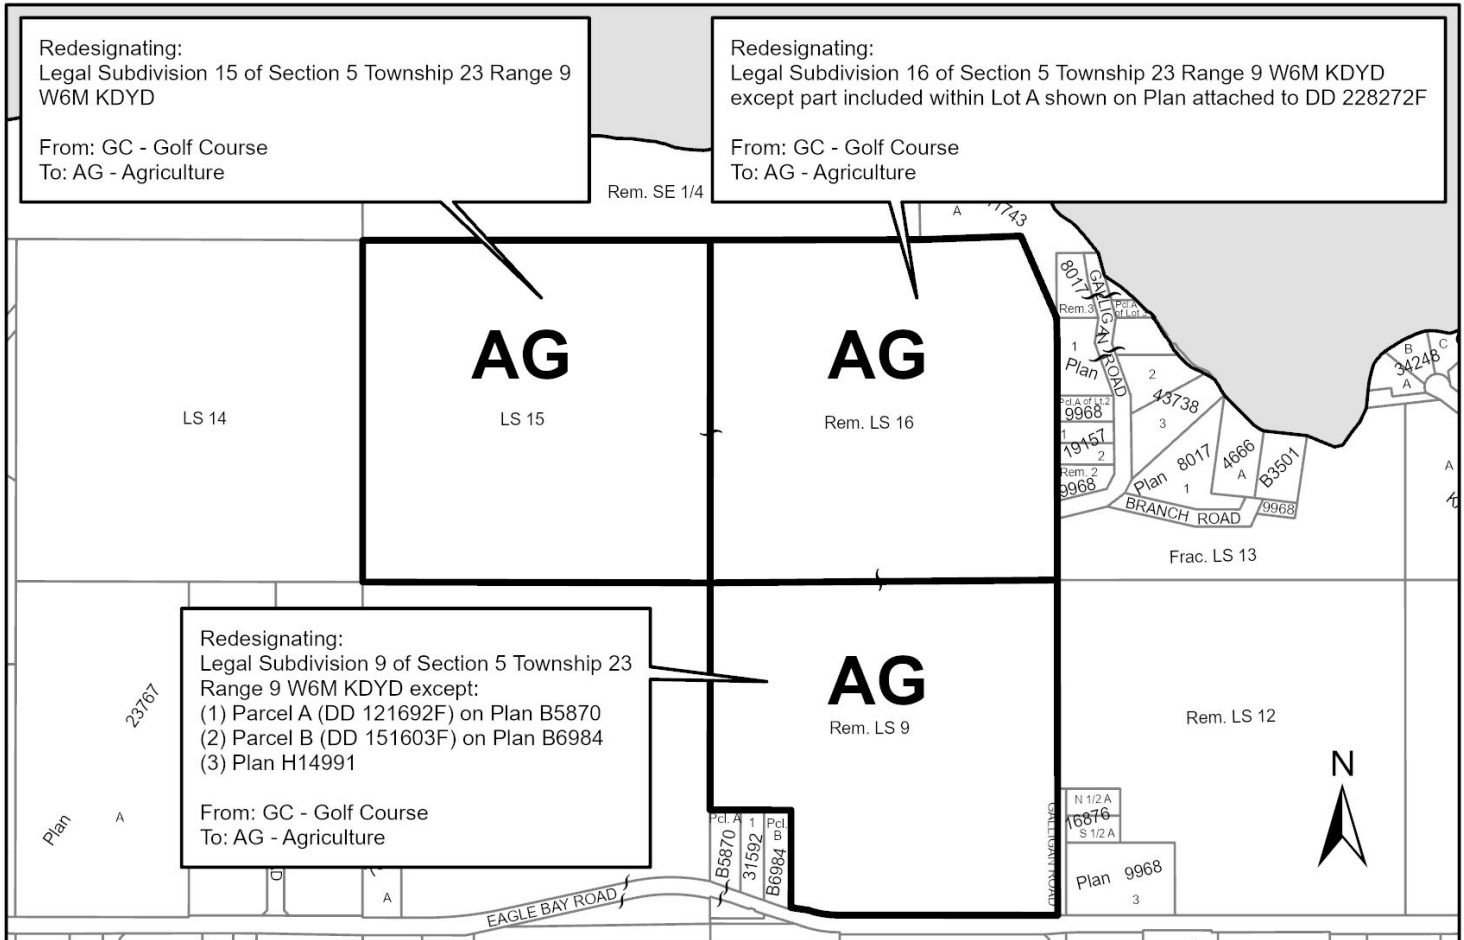 Redesignating:
Legal Subdivision 15 of Section 5 Township 23 Range 9
W6M KDYD
From: GC - Golf Course
To: AG - Agriculture
Redesignating:
Legal Subdivision 16 of Section 5 Township 23 Range 9 W6M KDYD
except part included within Lot A shown on Plan attached to DD 228272F
From: GC - Golf Course
To: AG - Agriculture
Rem. SE 1/4
A
LS 14
AG
LS 15
AG
Rem. LS 16
8017
GALLIGAN ROAD
Rem.3
Pcl.A
of Lot
1
Plan
2
43738
3
Pcl.A of Lt.2
9968
1
19157
2
Rem. 2
9968
Plan 8017
1
4666
A
B3501
9968
BRANCH ROAD
B
C
34248
A
A
Frac. LS 13
Redesignating:
Legal Subdivision 9 of Section 5 Township 23
Range 9 W6M KDYD except:
(1) Parcel A (DD 121692F) on Plan B5870
(2) Parcel B (DD 151603F) on Plan B6984
(3) Plan H14991
From: GC - Golf Course
To: AG - Agriculture
23767
Plan
A
A
AG
Rem. LS 9
Rem. LS 12
N
Pcl. A
B5870
1
31592
Pcl.
B
B6984
EAGLE BAY ROAD
GALLIGAN ROAD
N 1/2 A
16876
S 1/2 A
Plan 9968
3